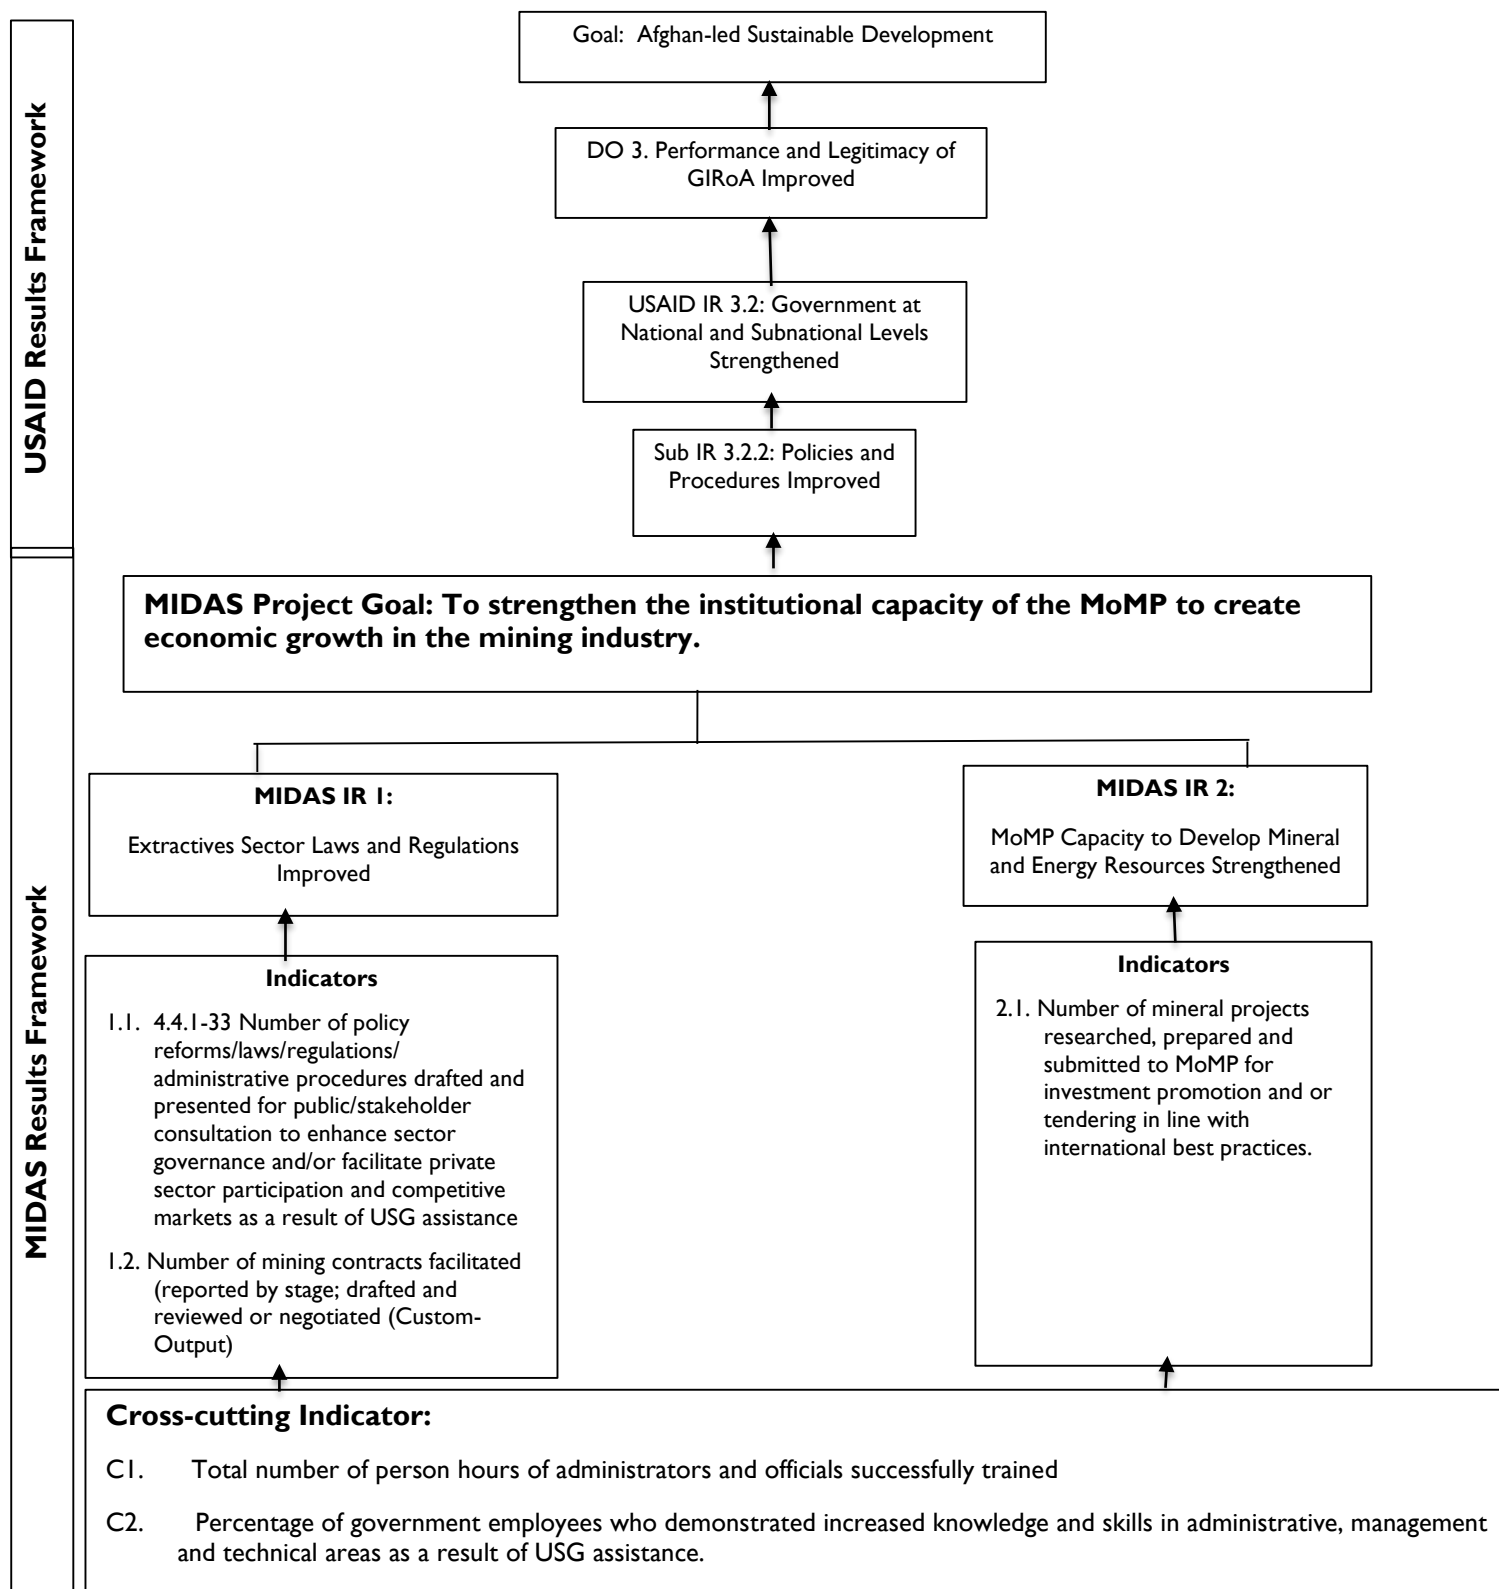 USAID Results Framework
Goal:  Afghan-led Sustainable Development
DO 3. Performance and Legitimacy of
GIRoA Improved
USAID IR 3.2: Government at
National and Subnational Levels
Strengthened
Sub IR 3.2.2: Policies and
Procedures Improved
MIDAS Results Framework
MIDAS Project Goal: To strengthen the institutional capacity of the MoMP to create
economic growth in the mining industry.
MIDAS IR 1:
Extractives Sector Laws and Regulations
Improved
MIDAS IR 2:
MoMP Capacity to Develop Mineral
and Energy Resources Strengthened
Indicators
1.1.  4.4.1-33 Number of policy
reforms/laws/regulations/
administrative procedures drafted and
presented for public/stakeholder
consultation to enhance sector
governance and/or facilitate private
sector participation and competitive
markets as a result of USG assistance
1.2. Number of mining contracts facilitated
(reported by stage; drafted and
reviewed or negotiated (Custom-
Output)
Indicators
2.1. Number of mineral projects
researched, prepared and
submitted to MoMP for
investment promotion and or
tendering in line with
international best practices.
Cross-cutting Indicator:
C1. Total number of person hours of administrators and officials successfully trained
C2. Percentage of government employees who demonstrated increased knowledge and skills in administrative, management
and technical areas as a result of USG assistance.